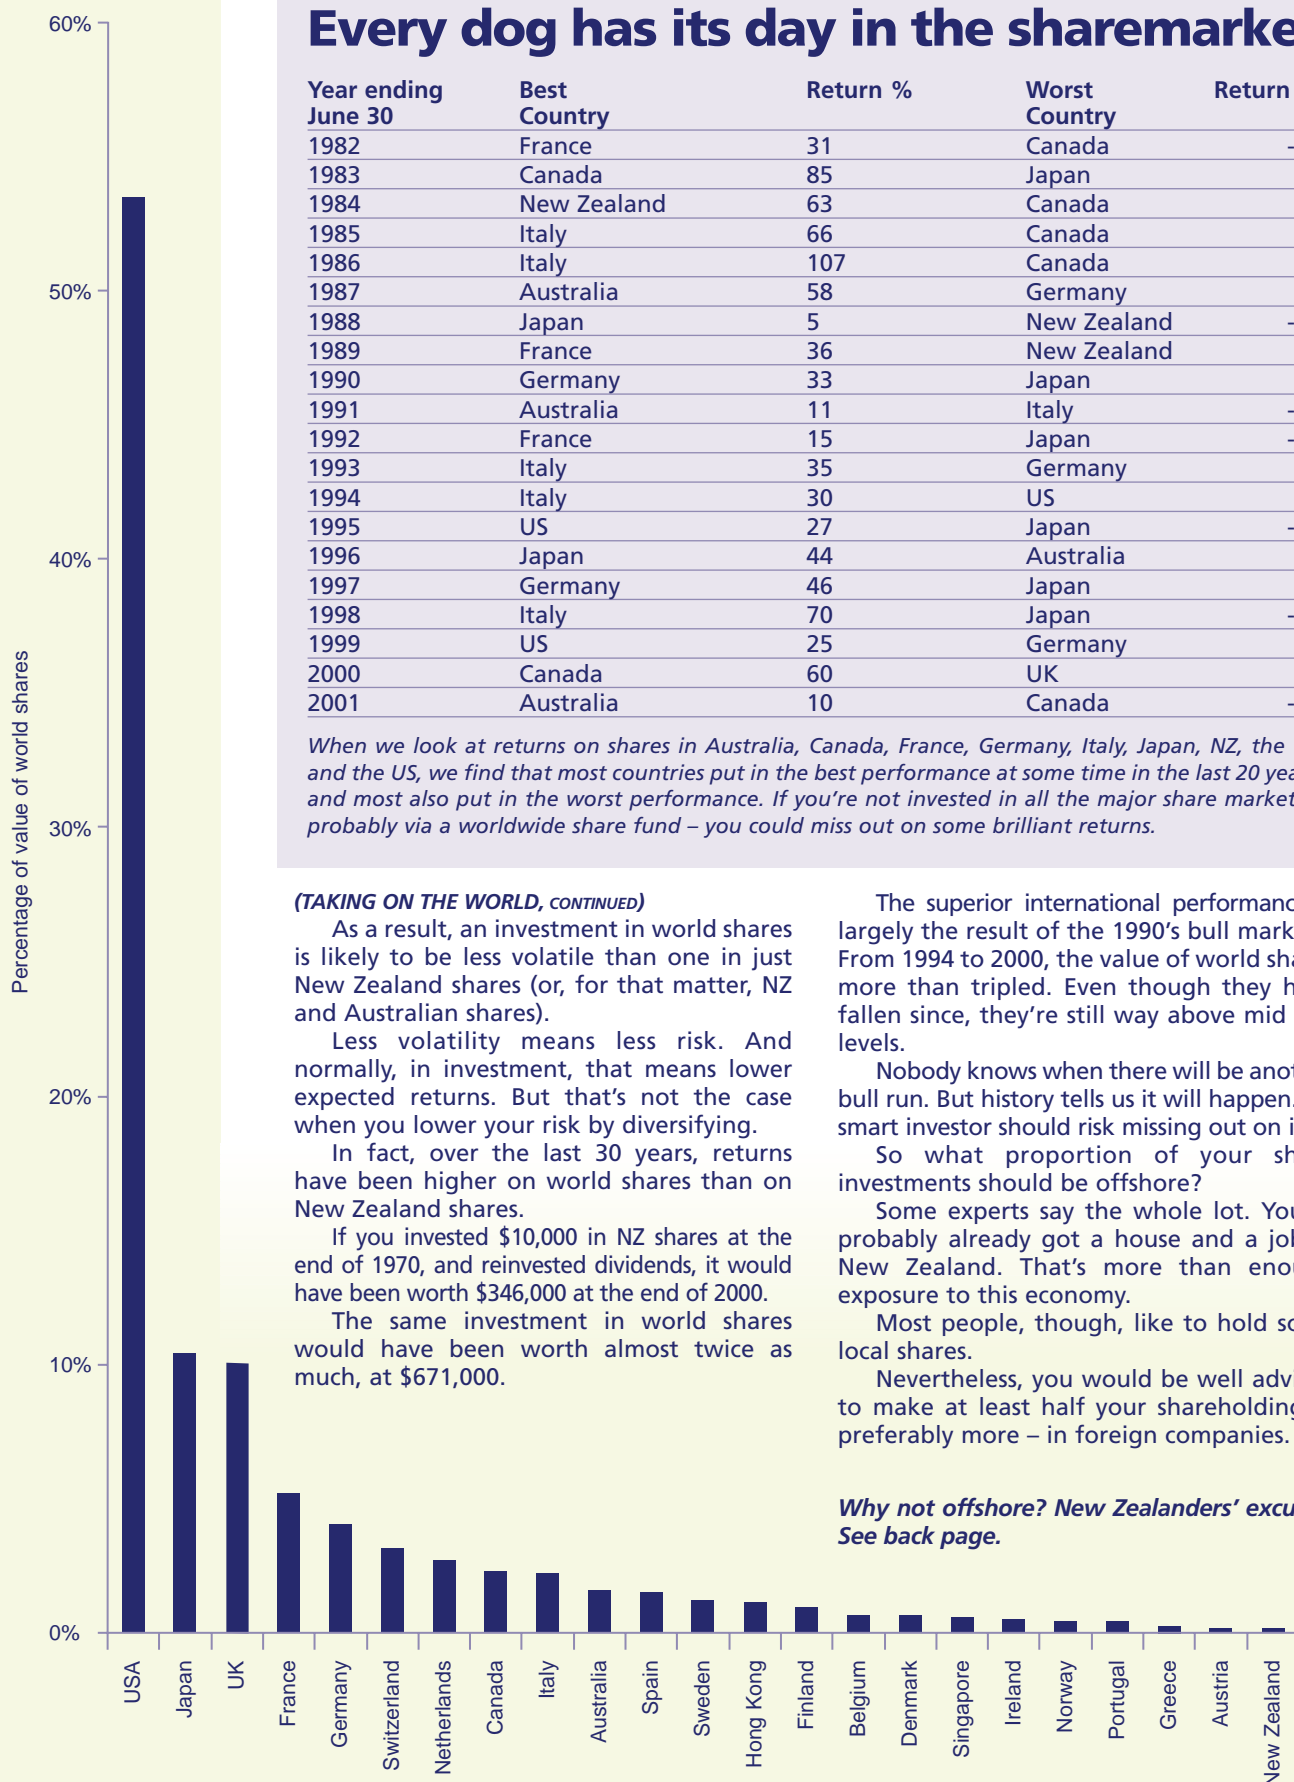 Every dog has its day in the sharemarke
Year ending June 30 Best Country Return % Worst Country Return
1982 France 31 Canada –
1983 Canada 85 Japan
1984 New Zealand 63 Canada
1985 Italy 66 Canada
1986 Italy 107 Canada
1987 Australia 58 Germany
1988 Japan 5 New Zealand –
1989 France 36 New Zealand
1990 Germany 33 Japan
1991 Australia 11 Italy –
1992 France 15 Japan –
1993 Italy 35 Germany
1994 Italy 30 US
1995 US 27 Japan –
1996 Japan 44 Australia
1997 Germany 46 Japan
1998 Italy 70 Japan –
1999 US 25 Germany
2000 Canada 60 UK
2001 Australia 10 Canada –
When we look at returns on shares in Australia, Canada, France, Germany, Italy, Japan, NZ, the
and the US, we find that most countries put in the best performance at some time in the last 20 yea
and most also put in the worst performance. If you're not invested in all the major share market
probably via a worldwide share fund – you could miss out on some brilliant returns.
(TAKING ON THE WORLD, CONTINUED)
As a result, an investment in world shares
is likely to be less volatile than one in just
New Zealand shares (or, for that matter, NZ
and Australian shares).
Less volatility means less risk. And
normally, in investment, that means lower
expected returns. But that's not the case
when you lower your risk by diversifying.
In fact, over the last 30 years, returns
have been higher on world shares than on
New Zealand shares.
If you invested $10,000 in NZ shares at the
end of 1970, and reinvested dividends, it would
have been worth $346,000 at the end of 2000.
The same investment in world shares
would have been worth almost twice as
much, at $671,000.
The superior international performanc
largely the result of the 1990's bull mark
From 1994 to 2000, the value of world sha
more than tripled. Even though they h
fallen since, they're still way above mid
levels.
Nobody knows when there will be anot
bull run. But history tells us it will happen.
smart investor should risk missing out on i
So what proportion of your sh
investments should be offshore?
Some experts say the whole lot. You
probably already got a house and a job
New Zealand. That's more than enou
exposure to this economy.
Most people, though, like to hold so
local shares.
Nevertheless, you would be well advi
to make at least half your shareholding
preferably more – in foreign companies.
Why not offshore? New Zealanders' excu
See back page.
Percentage of value of world shares
60%
50%
40%
30%
20%
10%
0%
USA
Japan
UK
France
Germany
Switzerland
Netherlands
Canada
Italy
Australia
Spain
Sweden
Hong Kong
Finland
Belgium
Denmark
Singapore
Ireland
Norway
Portugal
Greece
Austria
New Zealand